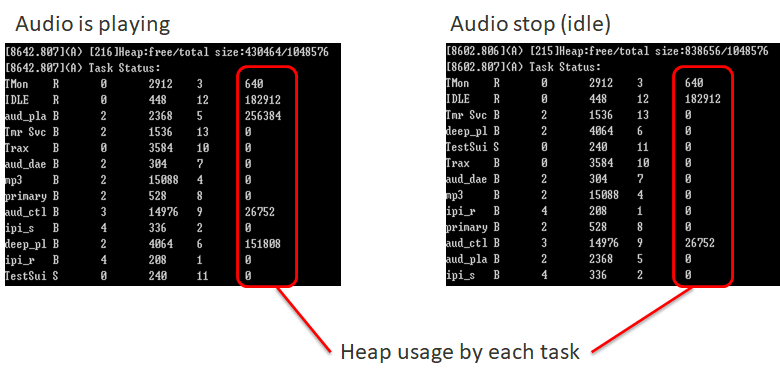 Audio is playing
[8642.807](A) [216]Heap:free/total size:430464/1048576
[8642.807](A) Task Status:
TMon R 0 2912 3 640
IDLE R 0 448 12 182912
aud_pla B 2 2368 5 256384
Tmr Svc B 2 1536 13 0
Trax B 0 3584 10 0
aud_dae B 2 304 7 0
mp3 B 2 15088 4 0
primary B 2 528 8 0
aud_ctl B 3 14976 9 26752
ipi_s B 4 336 2 0
deep_pl B 2 4064 6 151808
ipi_r B 4 208 1 0
TestSui S 0 240 11 0
Audio stop (idle)
[8602.806](A) [215]Heap:free/total size:838656/1048576
[8602.807](A) Task Status:
TMon R 0 2912 3 640
IDLE R 0 448 12 182912
Tmr Svc B 2 1536 13 0
deep_pl B 2 4064 6 0
TestSui S 0 240 11 0
Trax B 0 3584 10 0
aud_dae B 2 304 7 0
mp3 B 2 15088 4 0
ipi_r B 4 208 1 0
primary B 2 528 8 0
aud_ctl B 3 14976 9 26752
aud_pla B 2 2368 5 0
ipi_s B 4 336 2 0
Heap usage by each task